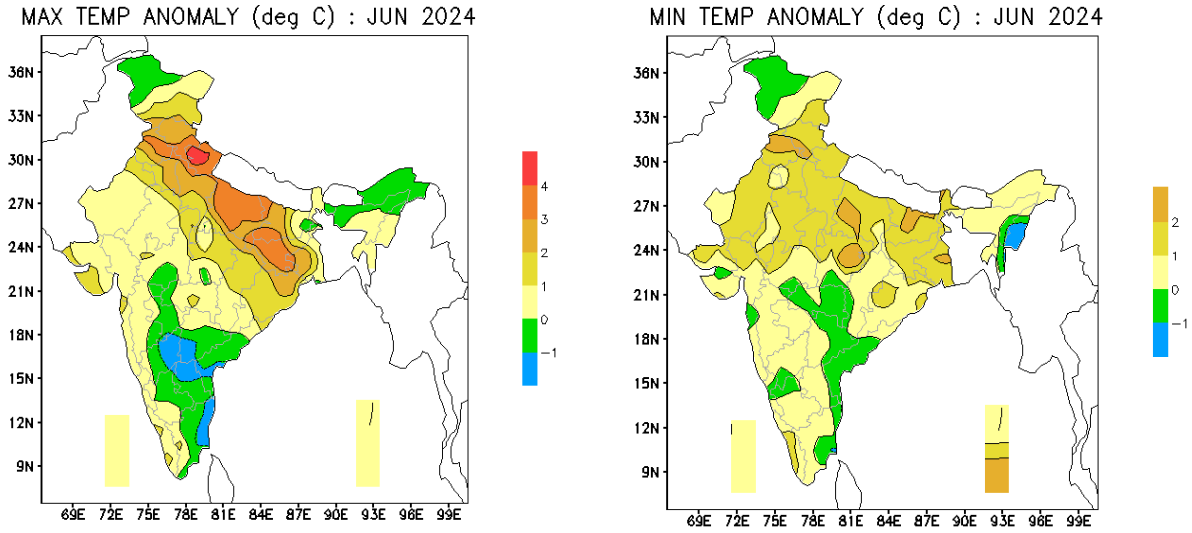 MAX TEMP ANOMALY (deg C) : JUN 2024
36N
33N
30N
27N
24N
21N
18N
15N
12N
9N
69E 72E 75E 78E 81E 84E 87E 90E 93E 96E 99E
4
3
2
1
0
−1
MIN TEMP ANOMALY (deg C) : JUN 2024
36N
33N
30N
27N
24N
21N
18N
15N
12N
9N
69E 72E 75E 78E 81E 84E 87E 90E 93E 96E 99E
2
1
0
−1